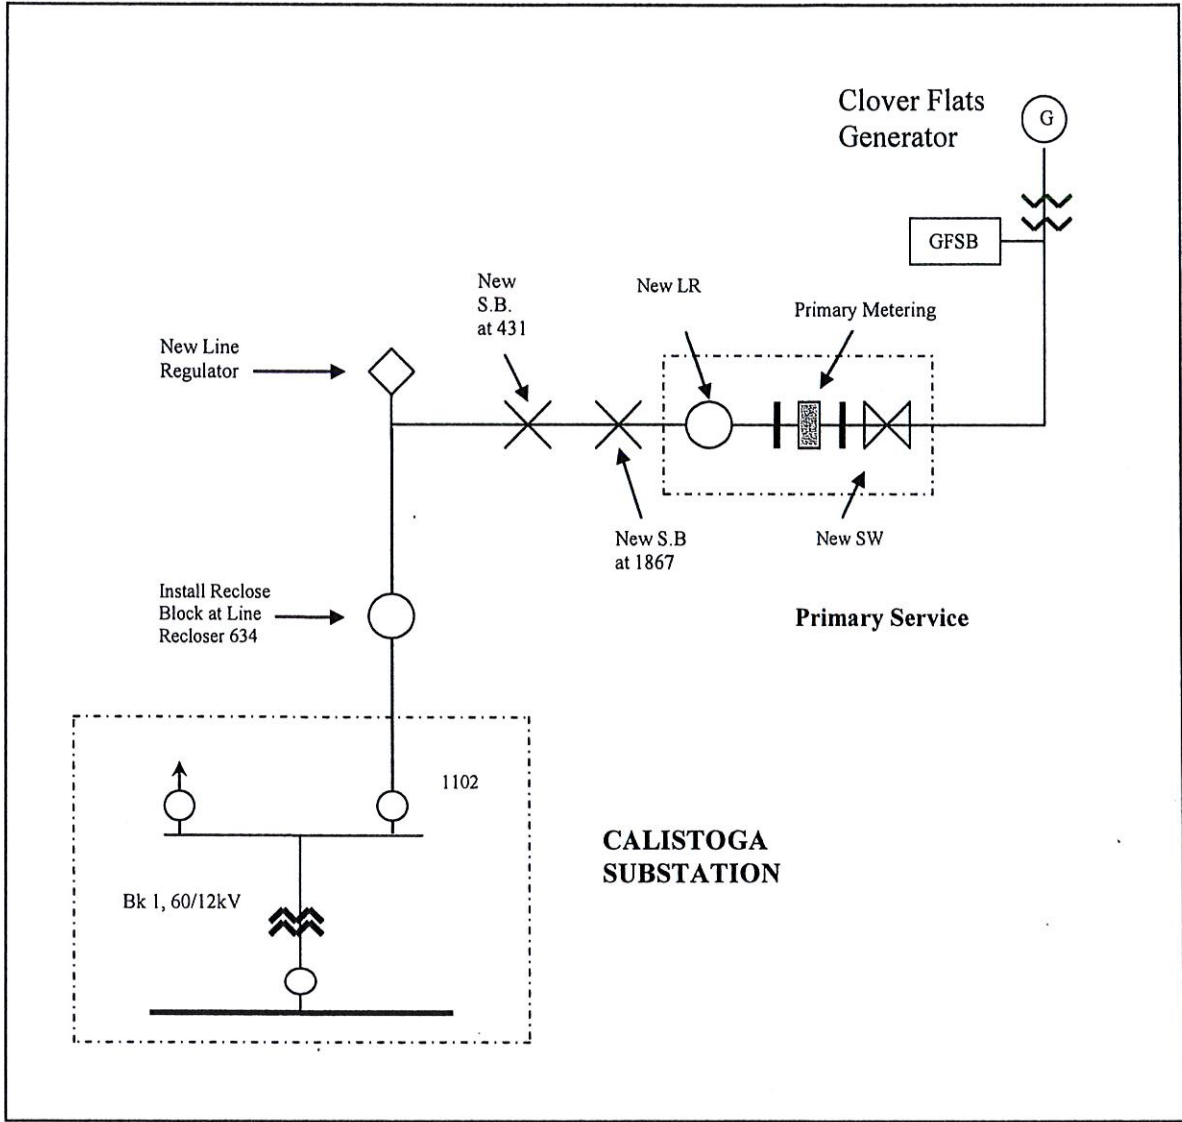 Clover Flats
Generator
G
GFSB
New
S.B.
at 431
New LR
Primary Metering
New Line
Regulator
New S.B
at 1867
New SW
Install Reclose
Block at Line
Recloser 634
Primary Service
1102
CALISTOGA
SUBSTATION
Bk 1, 60/12kV